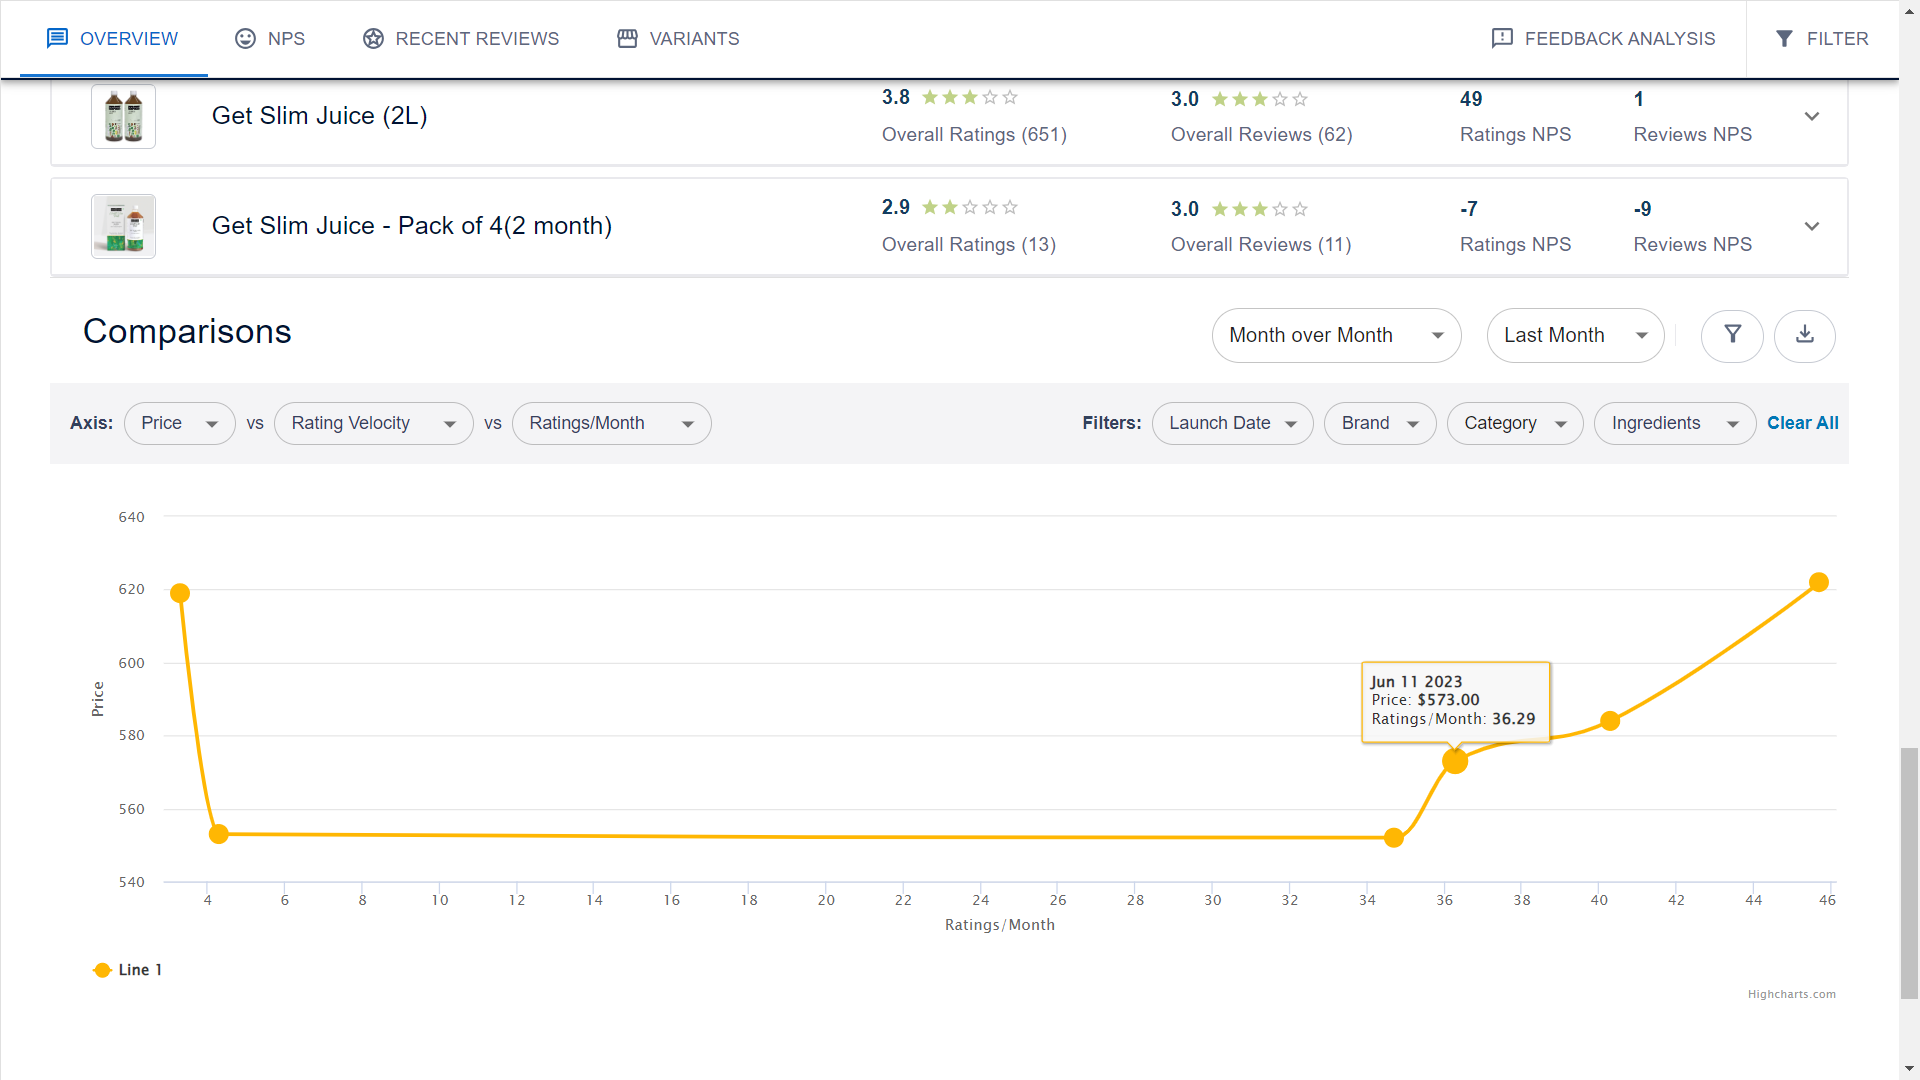 OVERVIEW
NPS
RECENT REVIEWS
VARIANTS
FEEDBACK ANALYSIS
FILTER
Get Slim Juice (2L)
3.8
Overall Ratings (651)
3.0
Overall Reviews (62)
49
Ratings NPS
1
Reviews NPS
Get Slim Juice - Pack of 4(2 month)
2.9
Overall Ratings (13)
3.0
Overall Reviews (11)
-7
Ratings NPS
-9
Reviews NPS
Comparisons
Month over Month
Last Month
Axis: Price vs Rating Velocity vs Ratings/Month
Filters: Launch Date Brand Category Ingredients Clear All
640
620
600
580
560
540
Price
Jun 11 2023
Price: $573.00
Ratings/Month: 36.29
4 6 8 10 12 14 16 18 20 22 24 26 28 30 32 34 36 38 40 42 44 46
Ratings/Month
Line 1
Highcharts.com